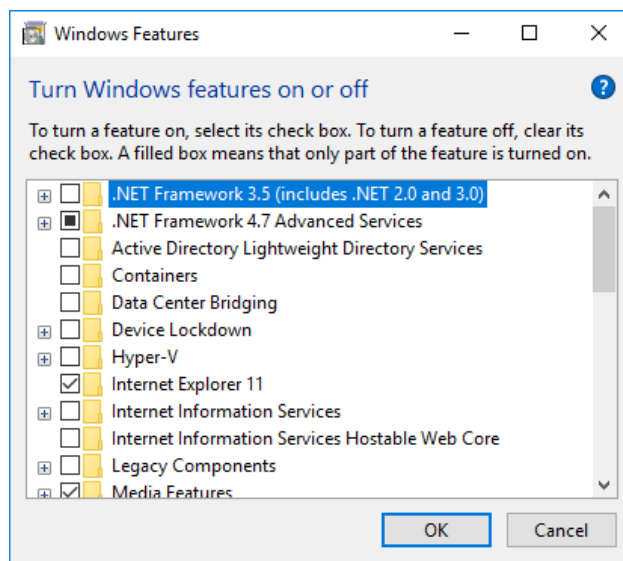 Windows Features
Turn Windows features on or off
To turn a feature on, select its check box. To turn a feature off, clear its
check box. A filled box means that only part of the feature is turned on.
.NET Framework 3.5 (includes .NET 2.0 and 3.0)
.NET Framework 4.7 Advanced Services
Active Directory Lightweight Directory Services
Containers
Data Center Bridging
Device Lockdown
Hyper-V
Internet Explorer 11
Internet Information Services
Internet Information Services Hostable Web Core
Legacy Components
Media Features
OK Cancel